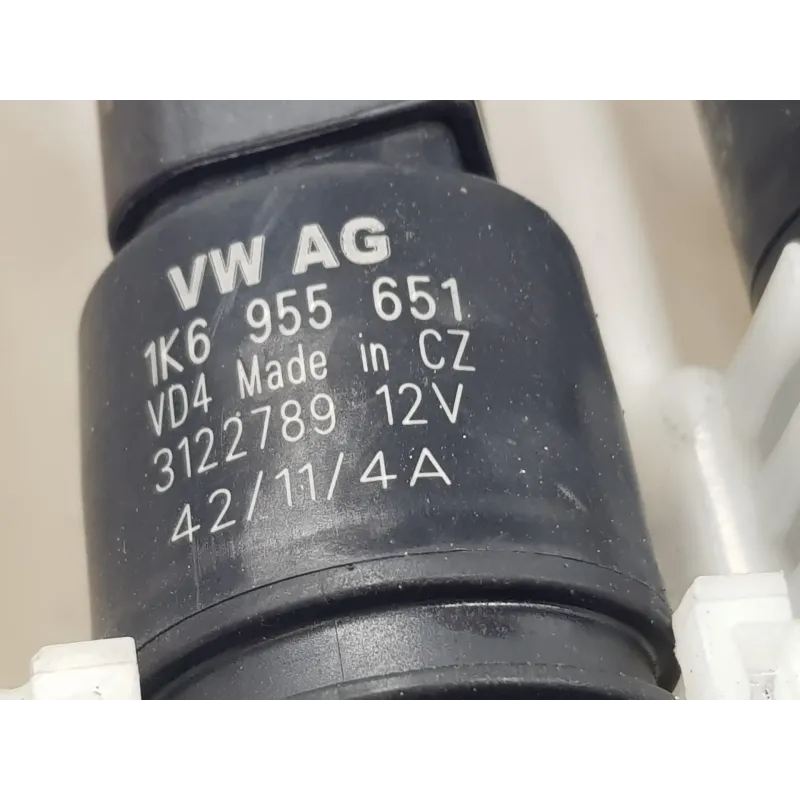 VW AG
1K6 955 651
VD4 Made in CZ
3122789 12V
42/11/4A